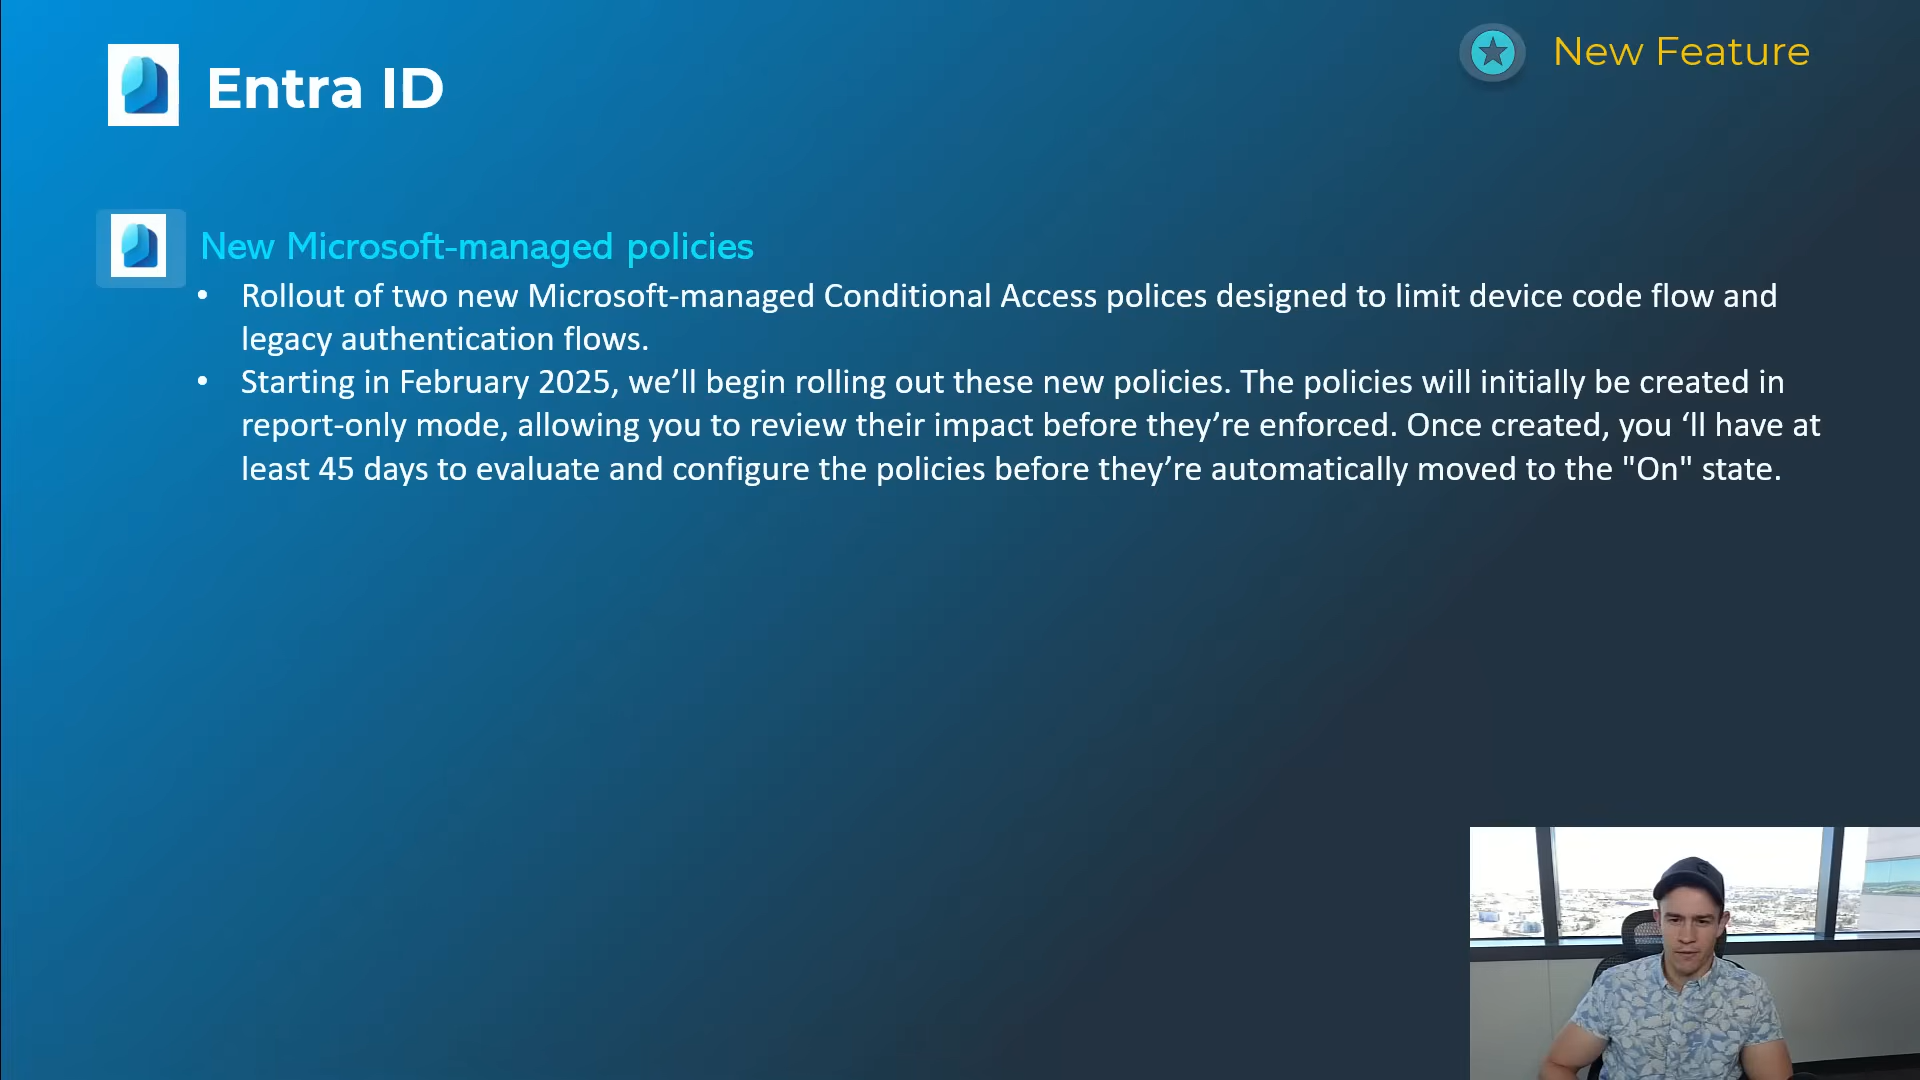 Entra ID
New Feature
New Microsoft-managed policies
• Rollout of two new Microsoft-managed Conditional Access polices designed to limit device code flow and
legacy authentication flows.
• Starting in February 2025, we’ll begin rolling out these new policies. The policies will initially be created in
report-only mode, allowing you to review their impact before they’re enforced. Once created, you ‘ll have at
least 45 days to evaluate and configure the policies before they’re automatically moved to the "On" state.